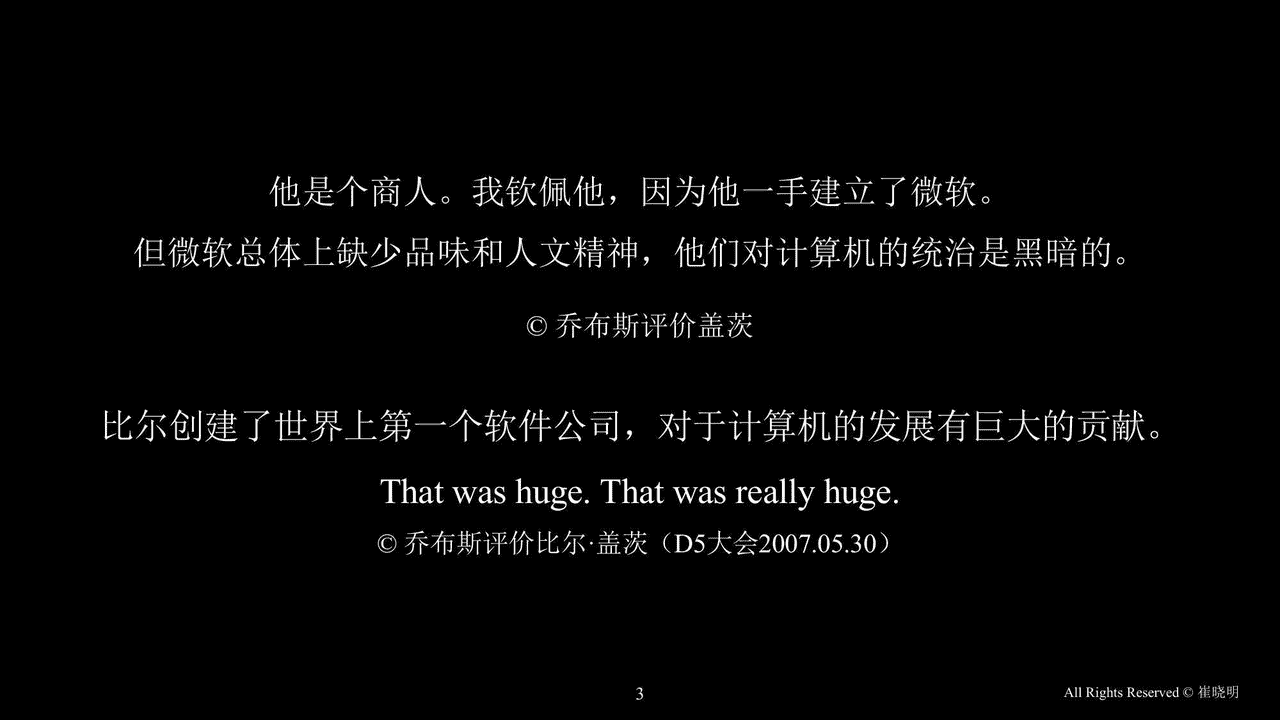 他是个商人。我钦佩他，因为他一手建立了微软。
但微软总体上缺少品味和人文精神，他们对计算机的统治是黑暗的。
© 乔布斯评价盖茨
比尔创建了世界上第一个软件公司，对于计算机的发展有巨大的贡献。
That was huge. That was really huge.
© 乔布斯评价比尔·盖茨（D5大会2007.05.30）
3
All Rights Reserved © 崔晓明